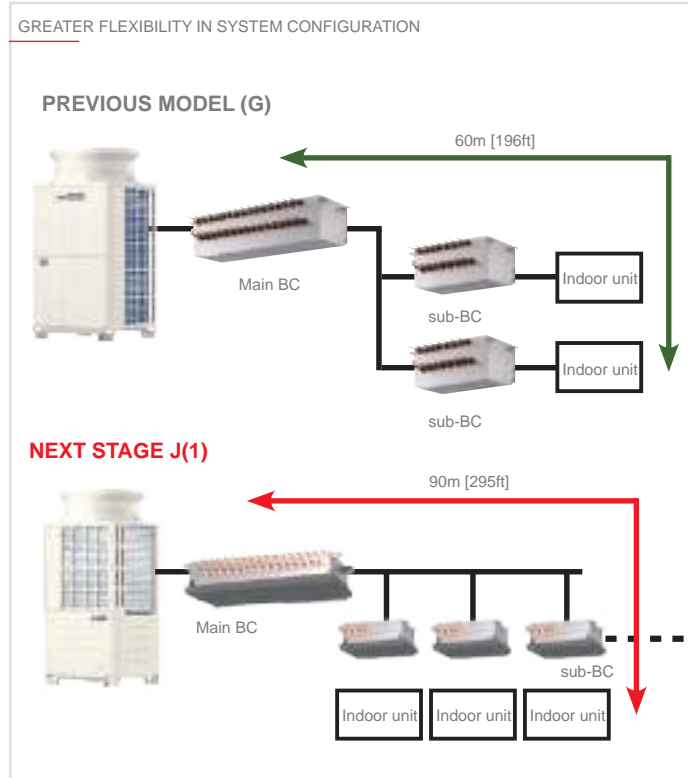 GREATER FLEXIBILITY IN SYSTEM CONFIGURATION
PREVIOUS MODEL (G)
60m [196ft]
Main BC
Indoor unit
sub-BC
Indoor unit
sub-BC
NEXT STAGE J(1)
90m [295ft]
Main BC
sub-BC
Indoor unit
Indoor unit
Indoor unit